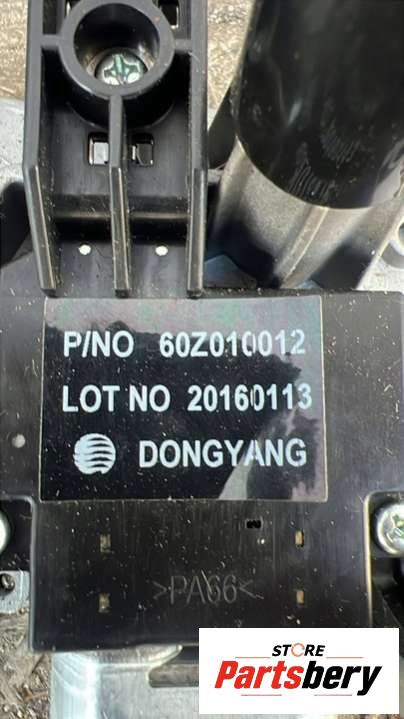 P/NO 60Z010012
LOT NO 20160113
DONGYANG
>PA66<
STORE
Partsbery